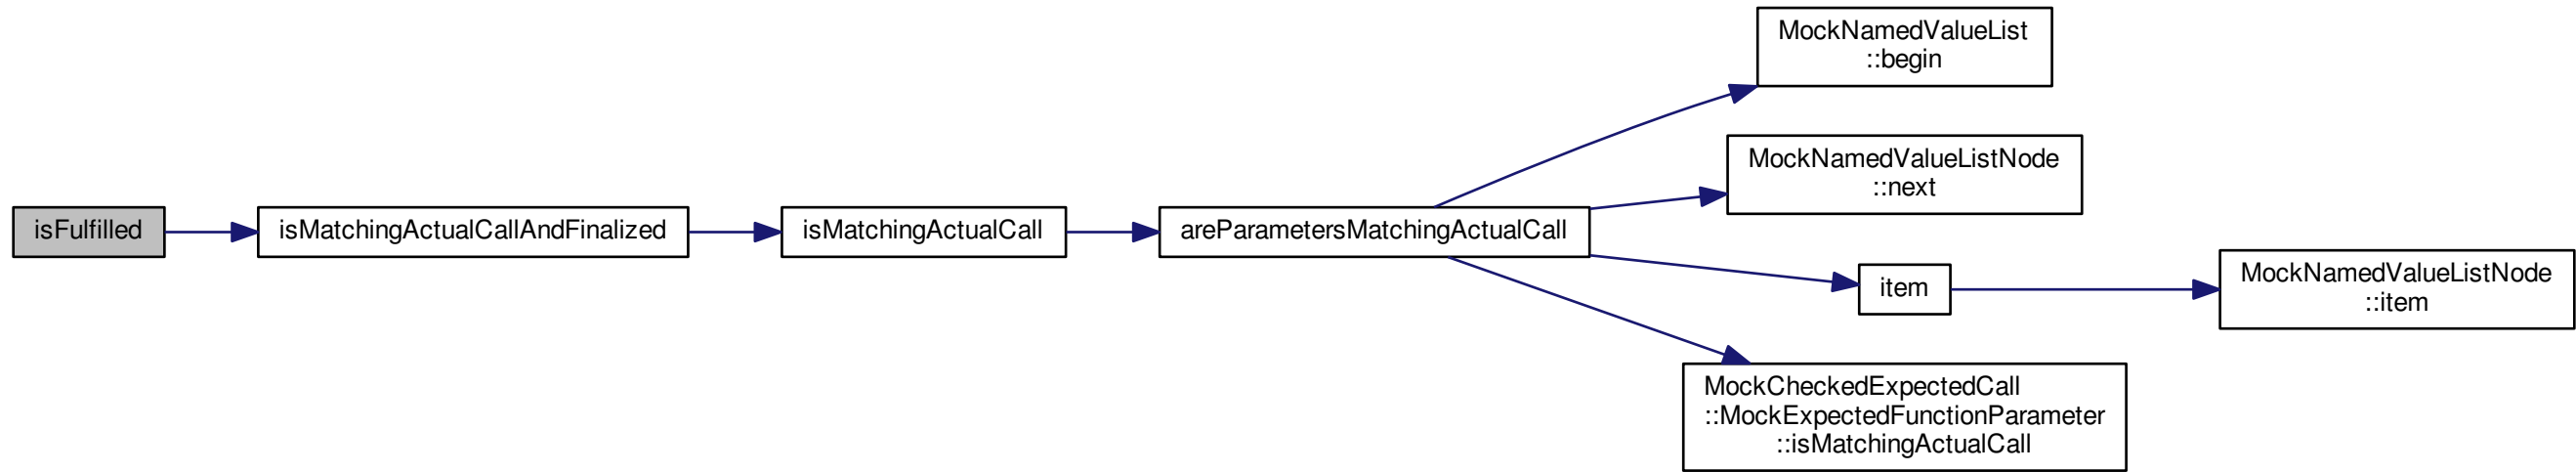 isFulfilled
isMatchingActualCallAndFinalized
isMatchingActualCall
areParametersMatchingActualCall
MockNamedValueList
::begin
MockNamedValueListNode
::next
item
MockNamedValueListNode
::item
MockCheckedExpectedCall
::MockExpectedFunctionParameter
::isMatchingActualCall